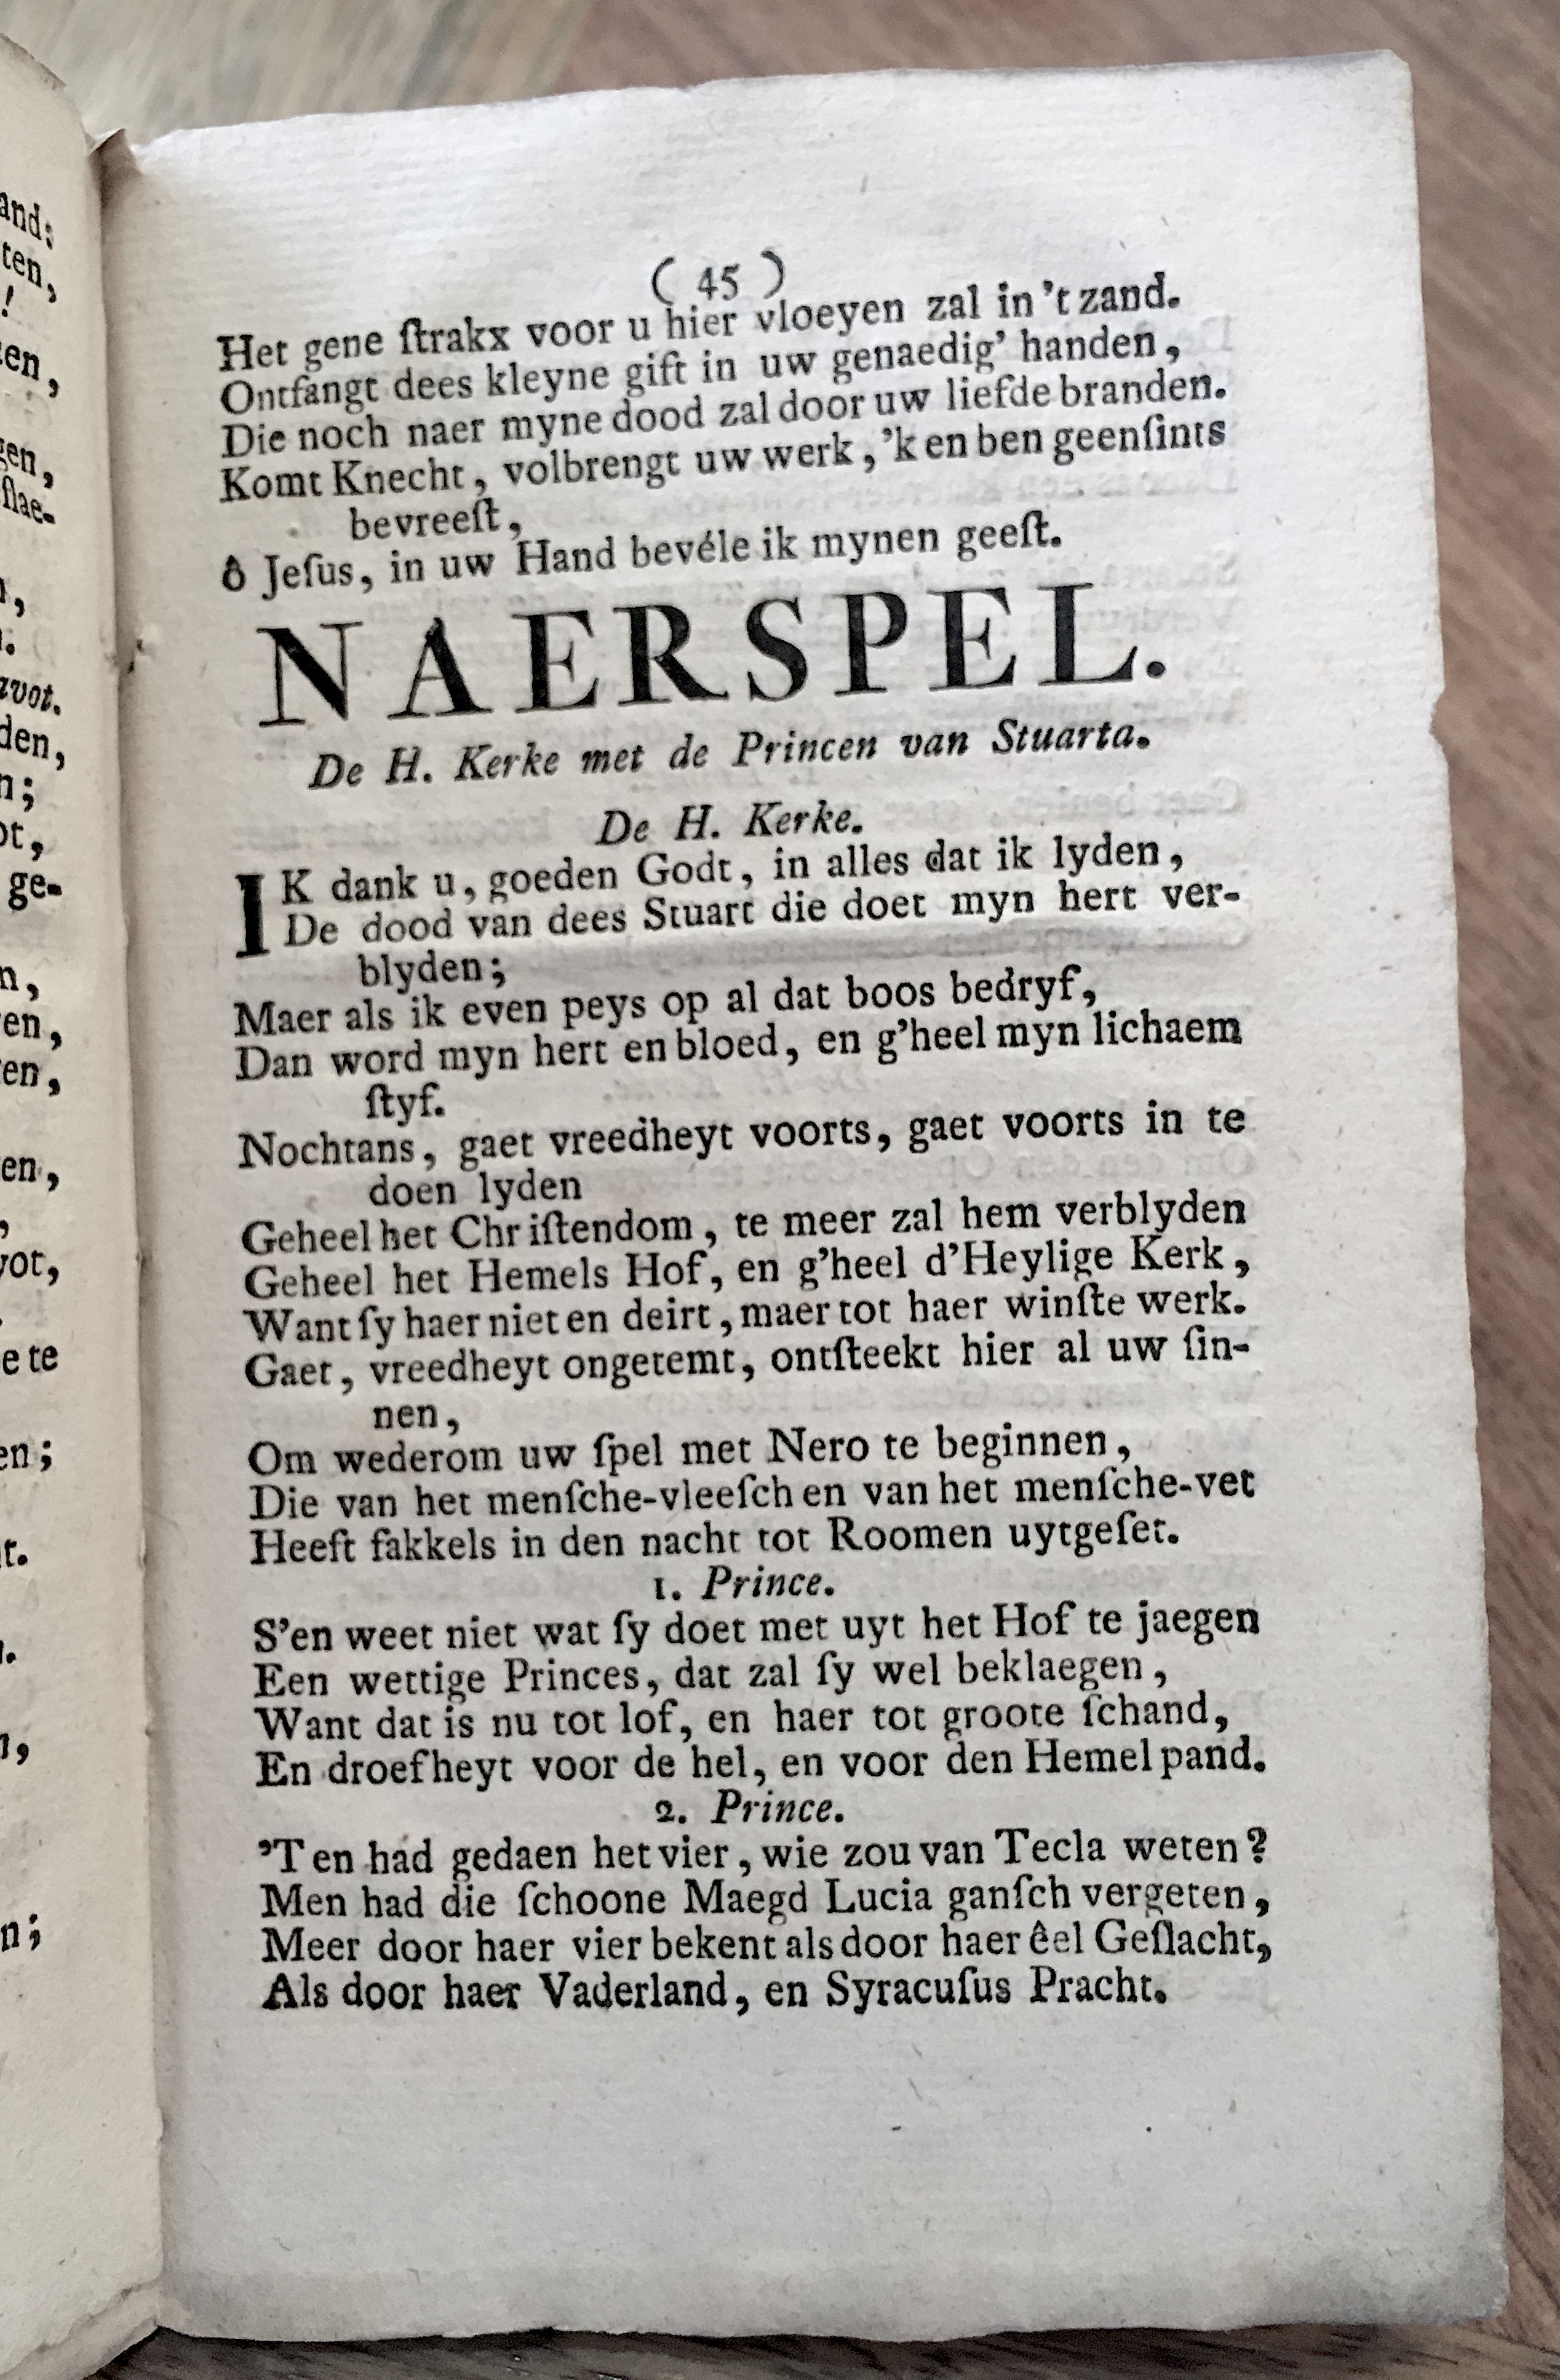 ( 45 )
Het gene ſtrakx voor u hier vloeyen zal in 't zand.
Ontfangt dees kleyne gift in uw genaedig' handen,
Die noch naer myne dood zal door uw liefde branden.
Komt Knecht, volbrengt uw werk, 'k en ben geenſints
bevreeſt,
ô Jeſus, in uw Hand bevéle ik mynen geeſt.
NAERSPEL.
De H. Kerke met de Princen van Stuarta.
De H. Kerke.
IK dank u, goeden Godt, in alles dat ik lyden,
De dood van dees Stuart die doet myn hert ver-
blyden;
Maer als ik even peys op al dat boos bedryf,
Dan word myn hert en bloed, en g'heel myn lichaem
ſtyf.
Nochtans, gaet vreedheyt voorts, gaet voorts in te
doen lyden
Geheel het Chriſtendom, te meer zal hem verblyden
Geheel het Hemels Hof, en g'heel d'Heylige Kerk,
Want ſy haer niet en deirt, maer tot haer winſte werk.
Gaet, vreedheyt ongetemt, ontſteekt hier al uw ſin-
nen,
Om wederom uw ſpel met Nero te beginnen,
Die van het menſche-vleeſch en van het menſche-vet
Heeft fakkels in den nacht tot Roomen uytgeſet.
1. Prince.
S'en weet niet wat ſy doet met uyt het Hof te jaegen
Een wettige Princes, dat zal ſy wel beklaegen,
Want dat is nu tot lof, en haer tot groote ſchand,
En droefheyt voor de hel, en voor den Hemel pand.
2. Prince.
'T en had gedaen het vier, wie zou van Tecla weten?
Men had die ſchoone Maegd Lucia ganſch vergeten,
Meer door haer vier bekent als door haer êel Geſlacht,
Als door haer Vaderland, en Syracuſus Pracht.